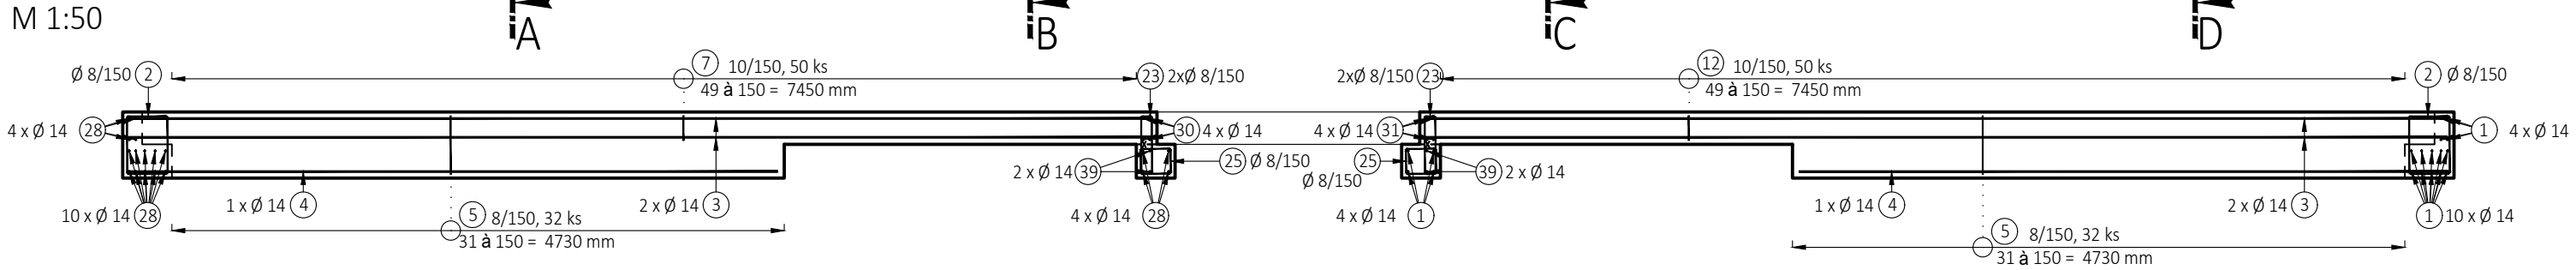 M 1:50
A
B
C
D
Ø 8/150 2
7 10/150, 50 ks
49 à 150 = 7450 mm
23 2xØ 8/150
2xØ 8/150 23
12 10/150, 50 ks
49 à 150 = 7450 mm
2 Ø 8/150
4 x Ø 14 28
30 4 x Ø 14
4 x Ø 14 31
1 4 x Ø 14
2 x Ø 14 39
25 Ø 8/150
25
Ø 8/150
39 2 x Ø 14
10 x Ø 14 28
1 x Ø 14 4
5 8/150, 32 ks
31 à 150 = 4730 mm
2 x Ø 14 3
4 x Ø 14 28
4 x Ø 14 1
1 x Ø 14 4
5 8/150, 32 ks
31 à 150 = 4730 mm
2 x Ø 14 3
1 10 x Ø 14